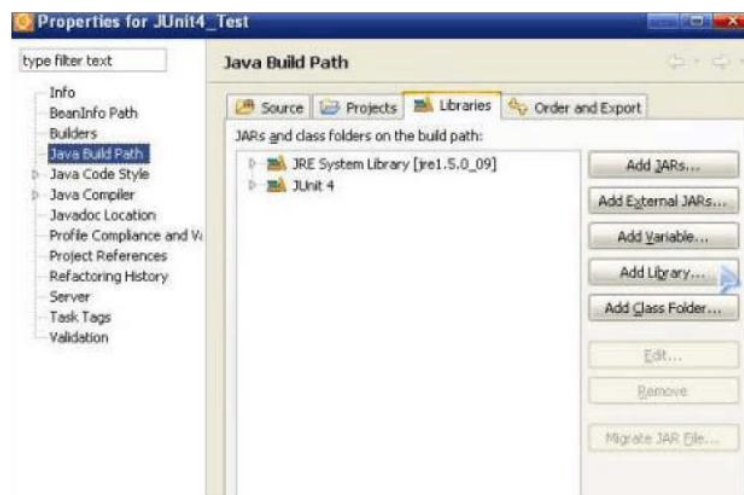 Properties for JUnit4_Test
type filter text
Java Build Path
Info
BeanInfo Path
Builders
Java Build Path
Java Code Style
Java Compiler
Javadoc Location
Profile Compliance and Va
Project References
Refactoring History
Server
Task Tags
Validation
Source Projects Libraries Order and Export
JARs and class folders on the build path:
JRE System Library [jre1.5.0_09]
JUnit 4
Add JARs...
Add External JARs...
Add Variable...
Add Library...
Add Class Folder...
Edit...
Remove
Migrate JAR File...